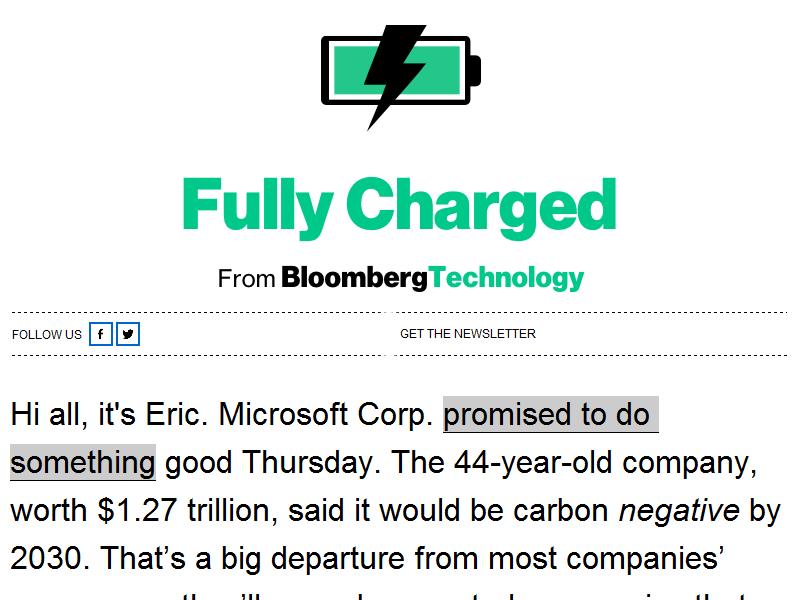 Fully Charged
From BloombergTechnology
FOLLOW US
GET THE NEWSLETTER
Hi all, it's Eric. Microsoft Corp. promised to do
something good Thursday. The 44-year-old company,
worth $1.27 trillion, said it would be carbon negative by
2030. That’s a big departure from most companies’